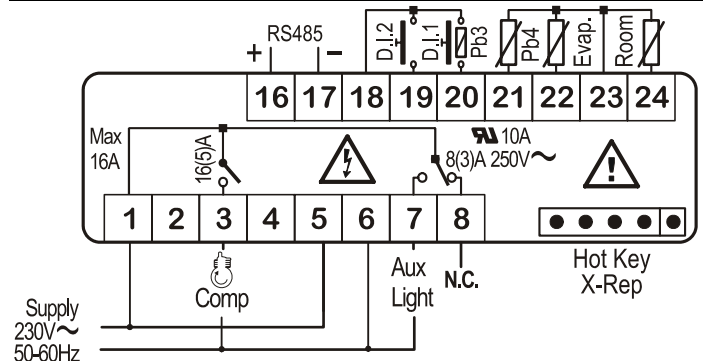 RS485
+ −
D.I.2
D.I.1
Pb3
Pb4
Evap.
Room
16 17 18 19 20 21 22 23 24
Max
16A
16(5)A
10A
8(3)A 250V~
1 2 3 4 5 6 7 8
Comp
Aux
Light
N.C.
Hot Key
X-Rep
Supply
230V~
50-60Hz